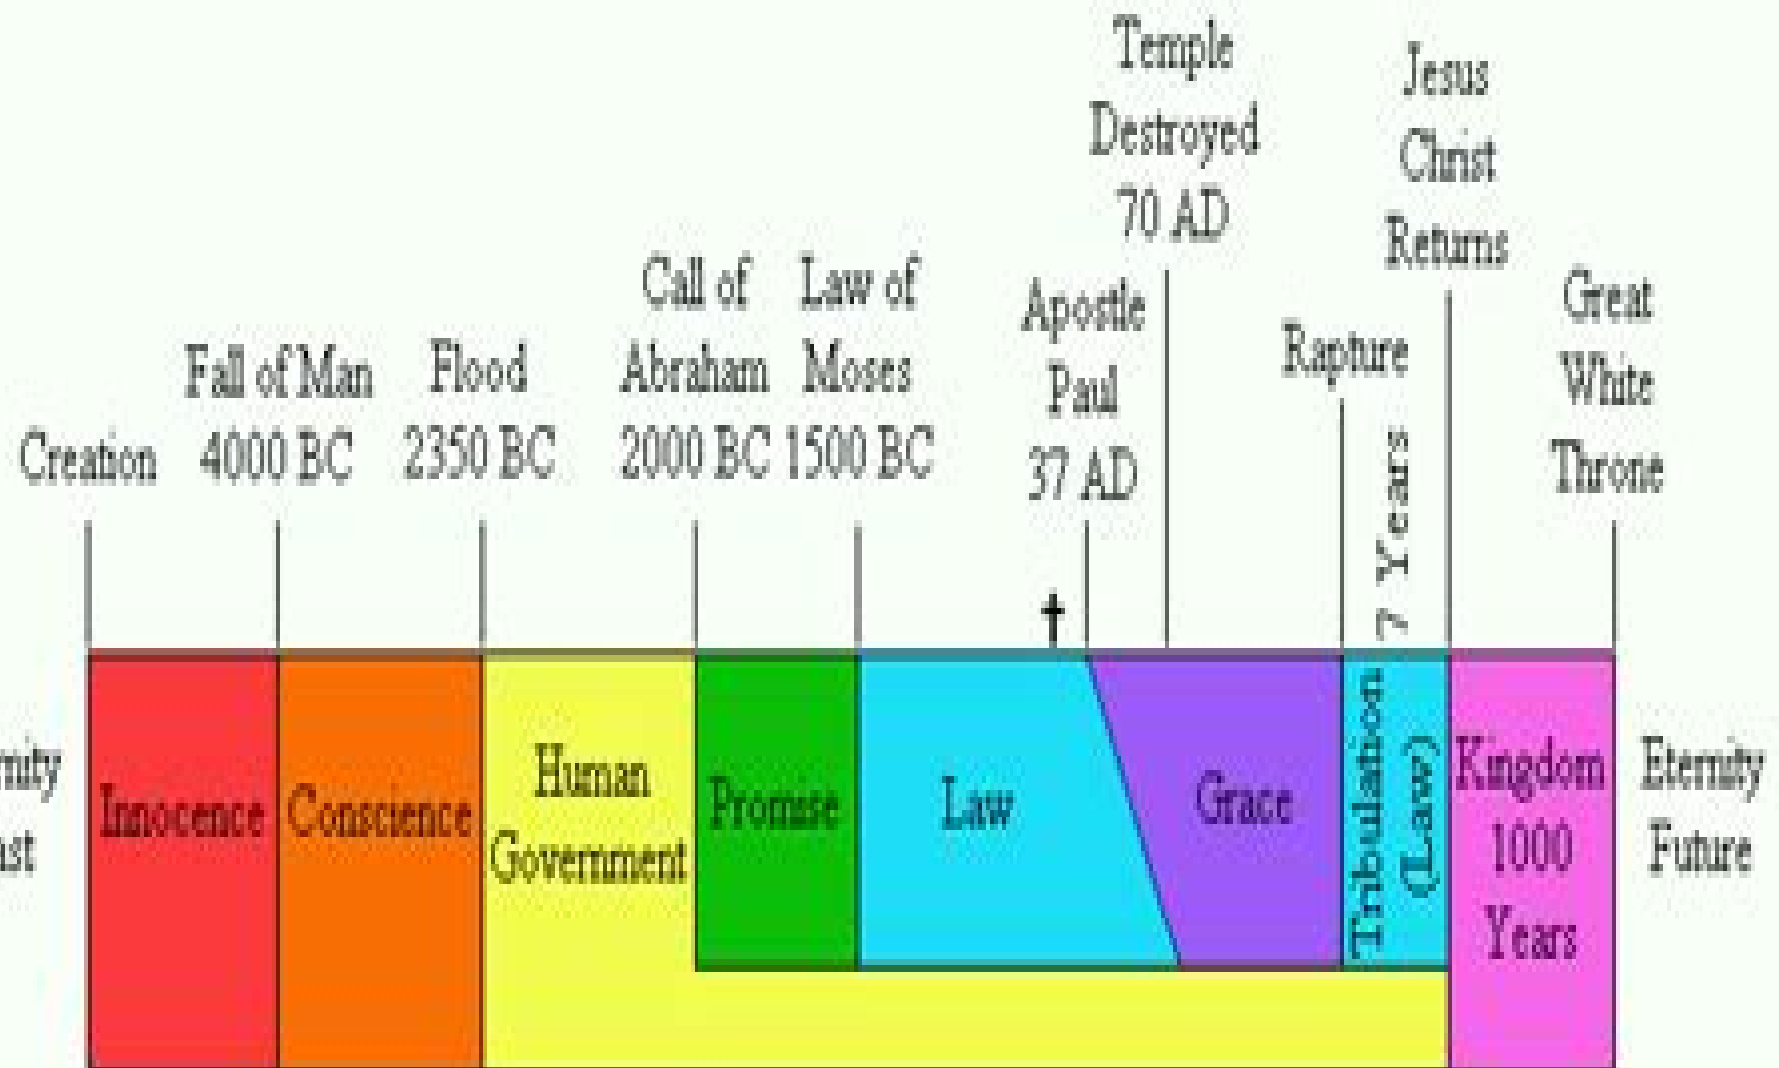 Temple
Destroyed
70 AD
Jesus
Christ
Returns
Call of
Abraham
2000 BC
Law of
Moses
1500 BC
Apostle
Paul
37 AD
Great
White
Throne
Rapture
Fall of Man
4000 BC
Flood
2350 BC
Creation
7 Years
rnity
ast
Innocence
Conscience
Human
Government
Promise
Law
Grace
Tribulation
(Law)
Kingdom
1000
Years
Eternity
Future